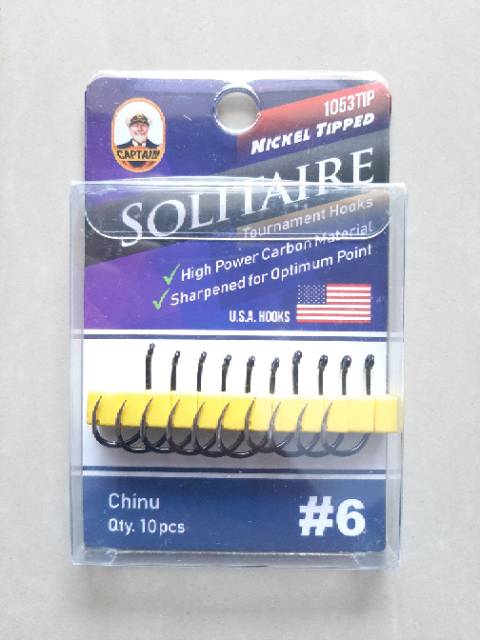 CAPTAIN
1053TIP
NICKEL TIPPED
SOLITAIRE
Tournament Hooks
High Power Carbon Material
Sharpened for Optimum Point
U.S.A. HOOKS
Chinu
Qty. 10 pcs
#6